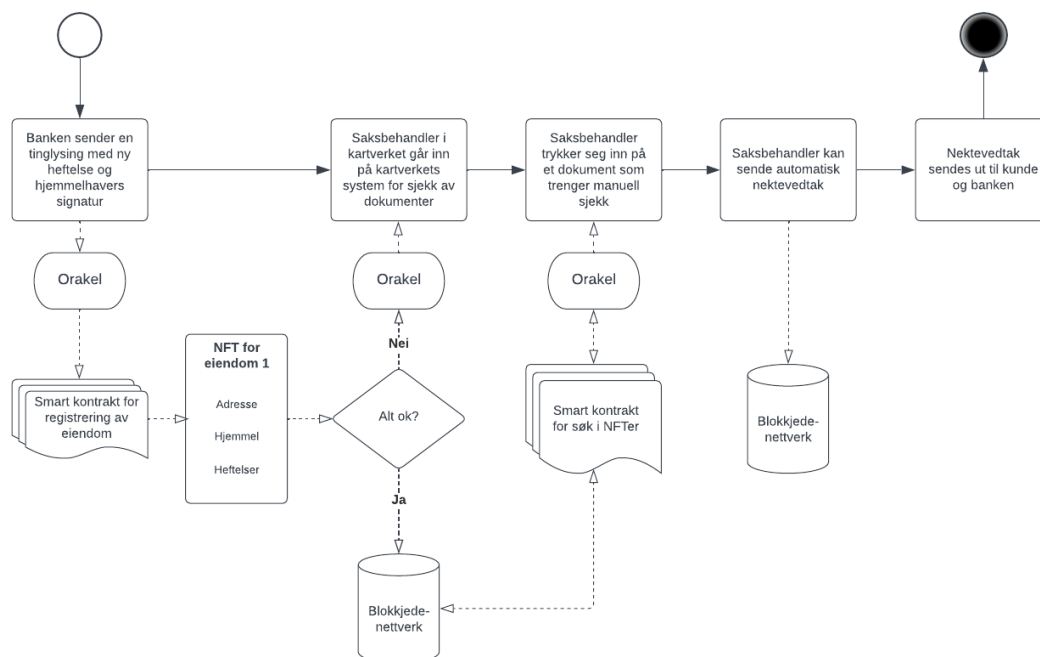 Banken sender en
tinglysing med ny
heftelse og
hjemmelhavers
signatur
Saksbehandler i
kartverket går inn
på kartverkets
system for sjekk av
dokumenter
Saksbehandler
trykker seg inn på
et dokument som
trenger manuell
sjekk
Saksbehandler kan
sende automatisk
nektevedtak
Nektevedtak
sendes ut til kunde
og banken
Orakel
Orakel
Orakel
Smart kontrakt for
registrering av
eiendom
NFT for
eiendom 1
Adresse
Hjemmel
Heftelser
Nei
Alt ok?
Ja
Smart kontrakt
for søk i NFTer
Blokkjede-
nettverk
Blokkjede-
nettverk